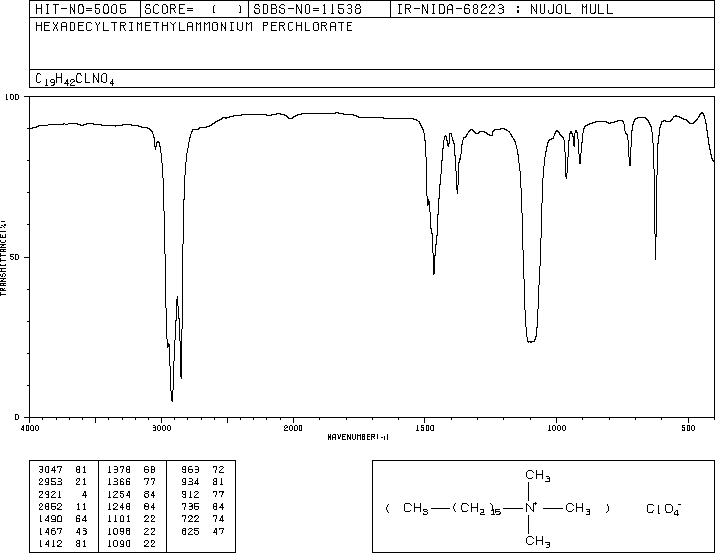 HIT-NO=5005 SCORE= ( ) SDBS-NO=11538 IR-NIDA-68223 : NUJOL MULL
HEXADECYLTRIMETHYLAMMONIUM PERCHLORATE
C19H42CLNO4
100
50
0
TRANSMITTANCE(%)
4000 3000 2000 1500 1000 500
WAVENUMBER(-1)
3047 81 1378 68 963 72
2953 21 1366 77 934 81
2921 4 1254 84 912 77
2852 11 1248 84 735 84
1490 64 1101 22 722 74
1467 43 1098 22 625 47
1412 81 1090 22
CH3
( CH3 —(CH2)15 — N+ — CH3 ) ClO4-
CH3